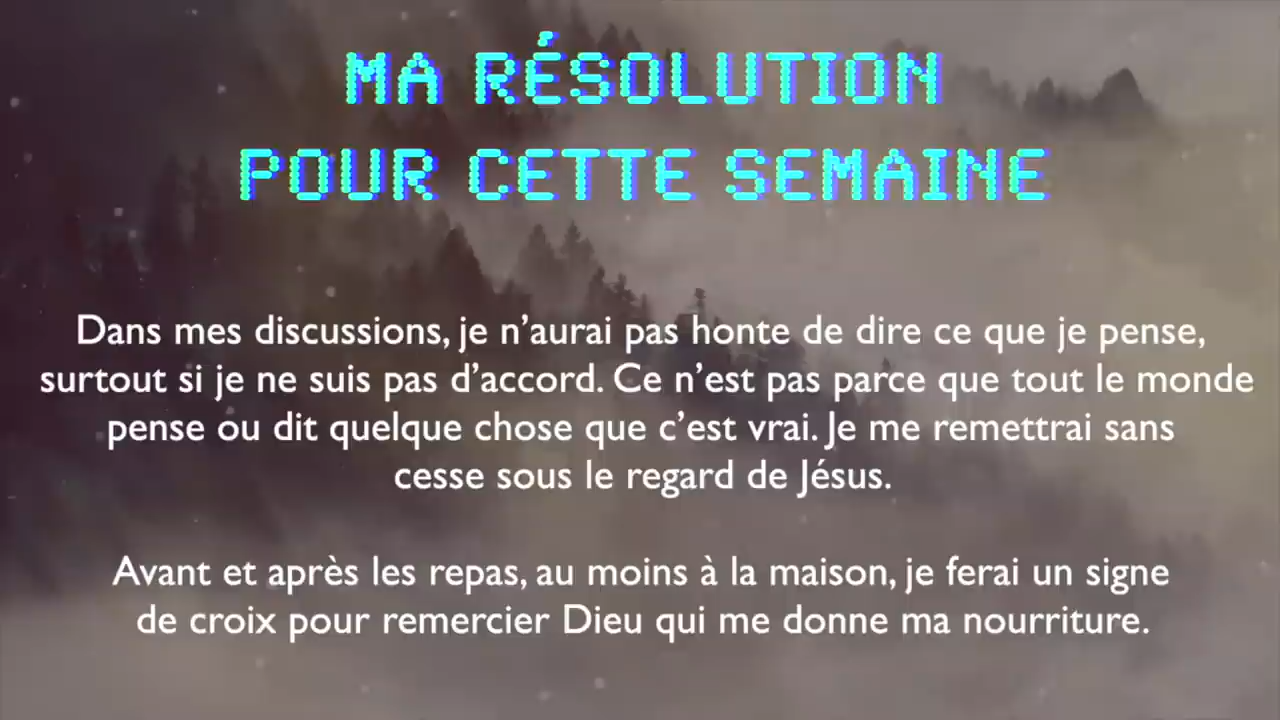 MA RÉSOLUTION
POUR CETTE SEMAINE
Dans mes discussions, je n’aurai pas honte de dire ce que je pense,
surtout si je ne suis pas d’accord. Ce n’est pas parce que tout le monde
pense ou dit quelque chose que c’est vrai. Je me remettrai sans
cesse sous le regard de Jésus.
Avant et après les repas, au moins à la maison, je ferai un signe
de croix pour remercier Dieu qui me donne ma nourriture.